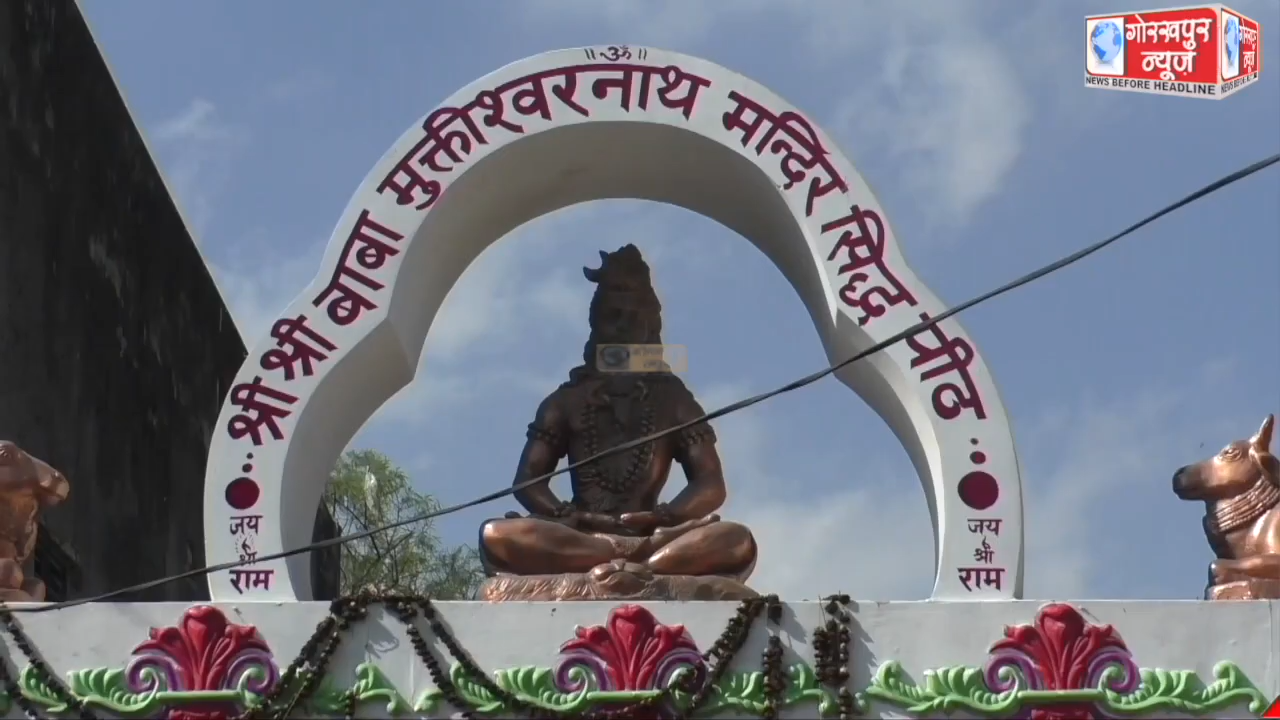 ॥ ॐ ॥
श्री श्री बाबा मुक्तीश्वरनाथ मन्दिर सिद्ध पीठ
जय
श्री
राम
जय
श्री
राम
गोरखपुर
न्यूज़
NEWS BEFORE HEADLINE